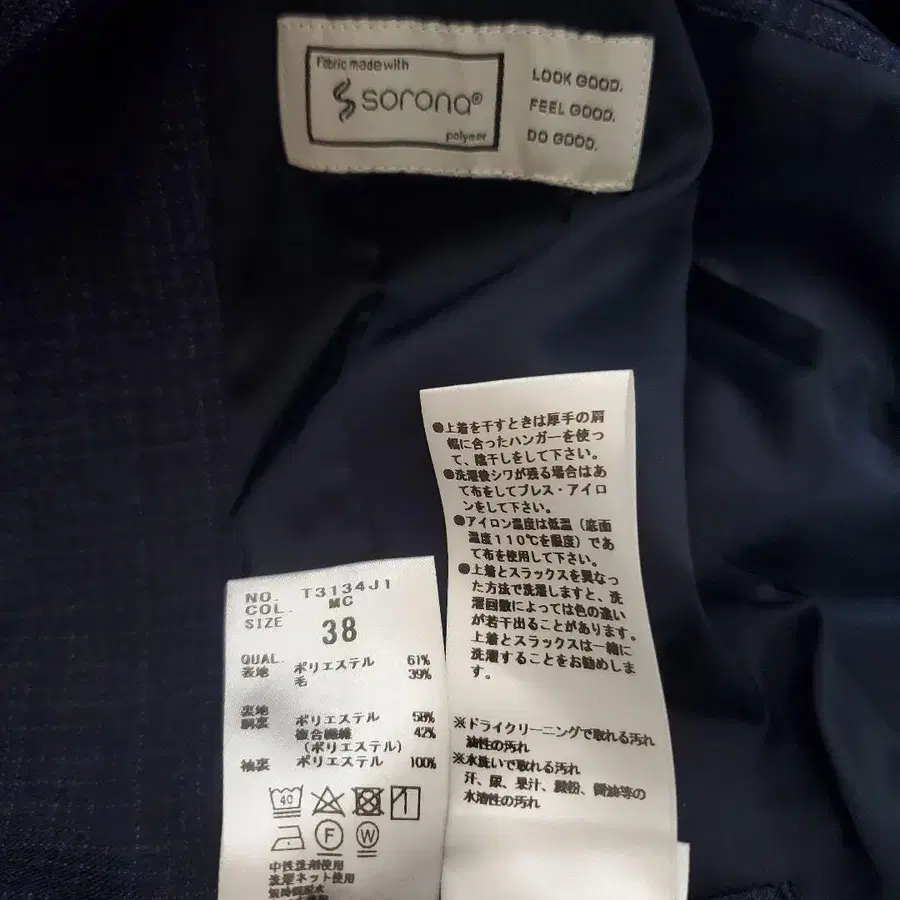 Fabric made with
sorona®
polymer
LOOK GOOD.
FEEL GOOD.
DO GOOD.
●上着を干すときは厚手の肩
幅に合ったハンガーを使っ
て、陰干しをして下さい。
●洗濯後シワが残る場合はあ
て布をしてプレス・アイロ
ンをして下さい。
●アイロン温度は低温（底面
温度110℃を限度）であ
て布を使用して下さい。
●上着とスラックスを異なっ
た方法で洗濯しますと、洗
濯回数によっては色の違い
が若干出ることがあります。
上着とスラックスは一緒に
洗濯することをお勧めしま
す。
※ドライクリーニングで取れる汚れ
油性の汚れ
※水洗いで取れる汚れ
汗、尿、果汁、澱粉、醤油等の
水溶性の汚れ
NO. T3134J1
COL. MC
SIZE 38
QUAL.
表地 ポリエステル 61%
毛 39%
裏地
胴裏 ポリエステル 58%
複合繊維 42%
（ポリエステル）
袖裏 ポリエステル 100%
40
F W
中性洗剤使用
洗濯ネット使用
短時間脱水